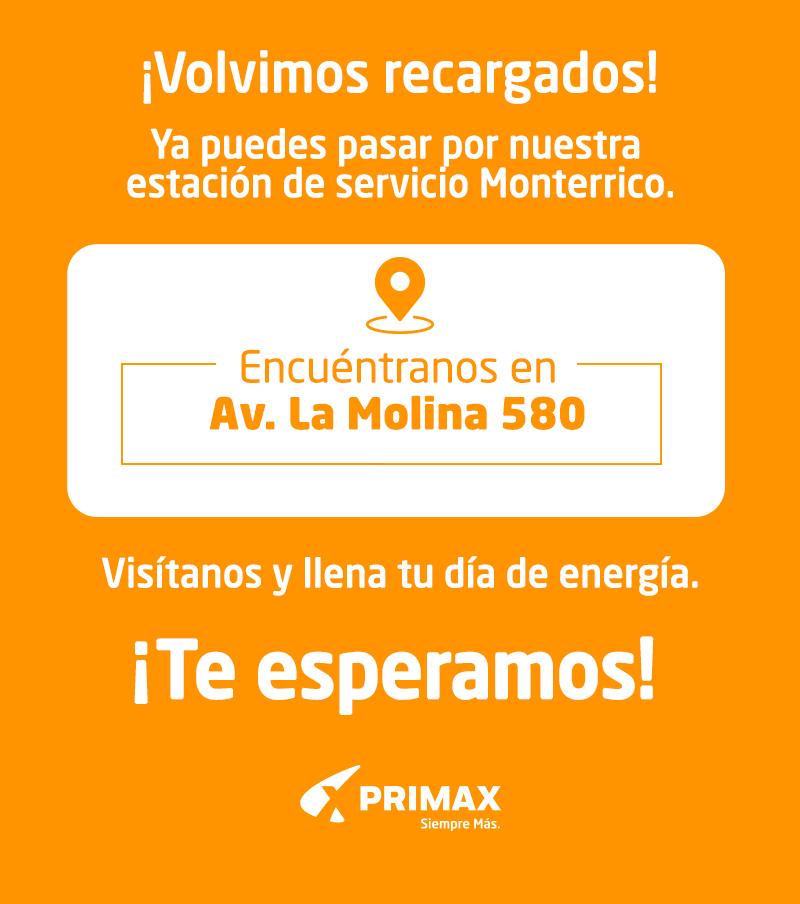 ¡Volvimos recargados!
Ya puedes pasar por nuestra
estación de servicio Monterrico.
Encuéntranos en
Av. La Molina 580
Visítanos y llena tu día de energía.
¡Te esperamos!
PRIMAX
Siempre Más.